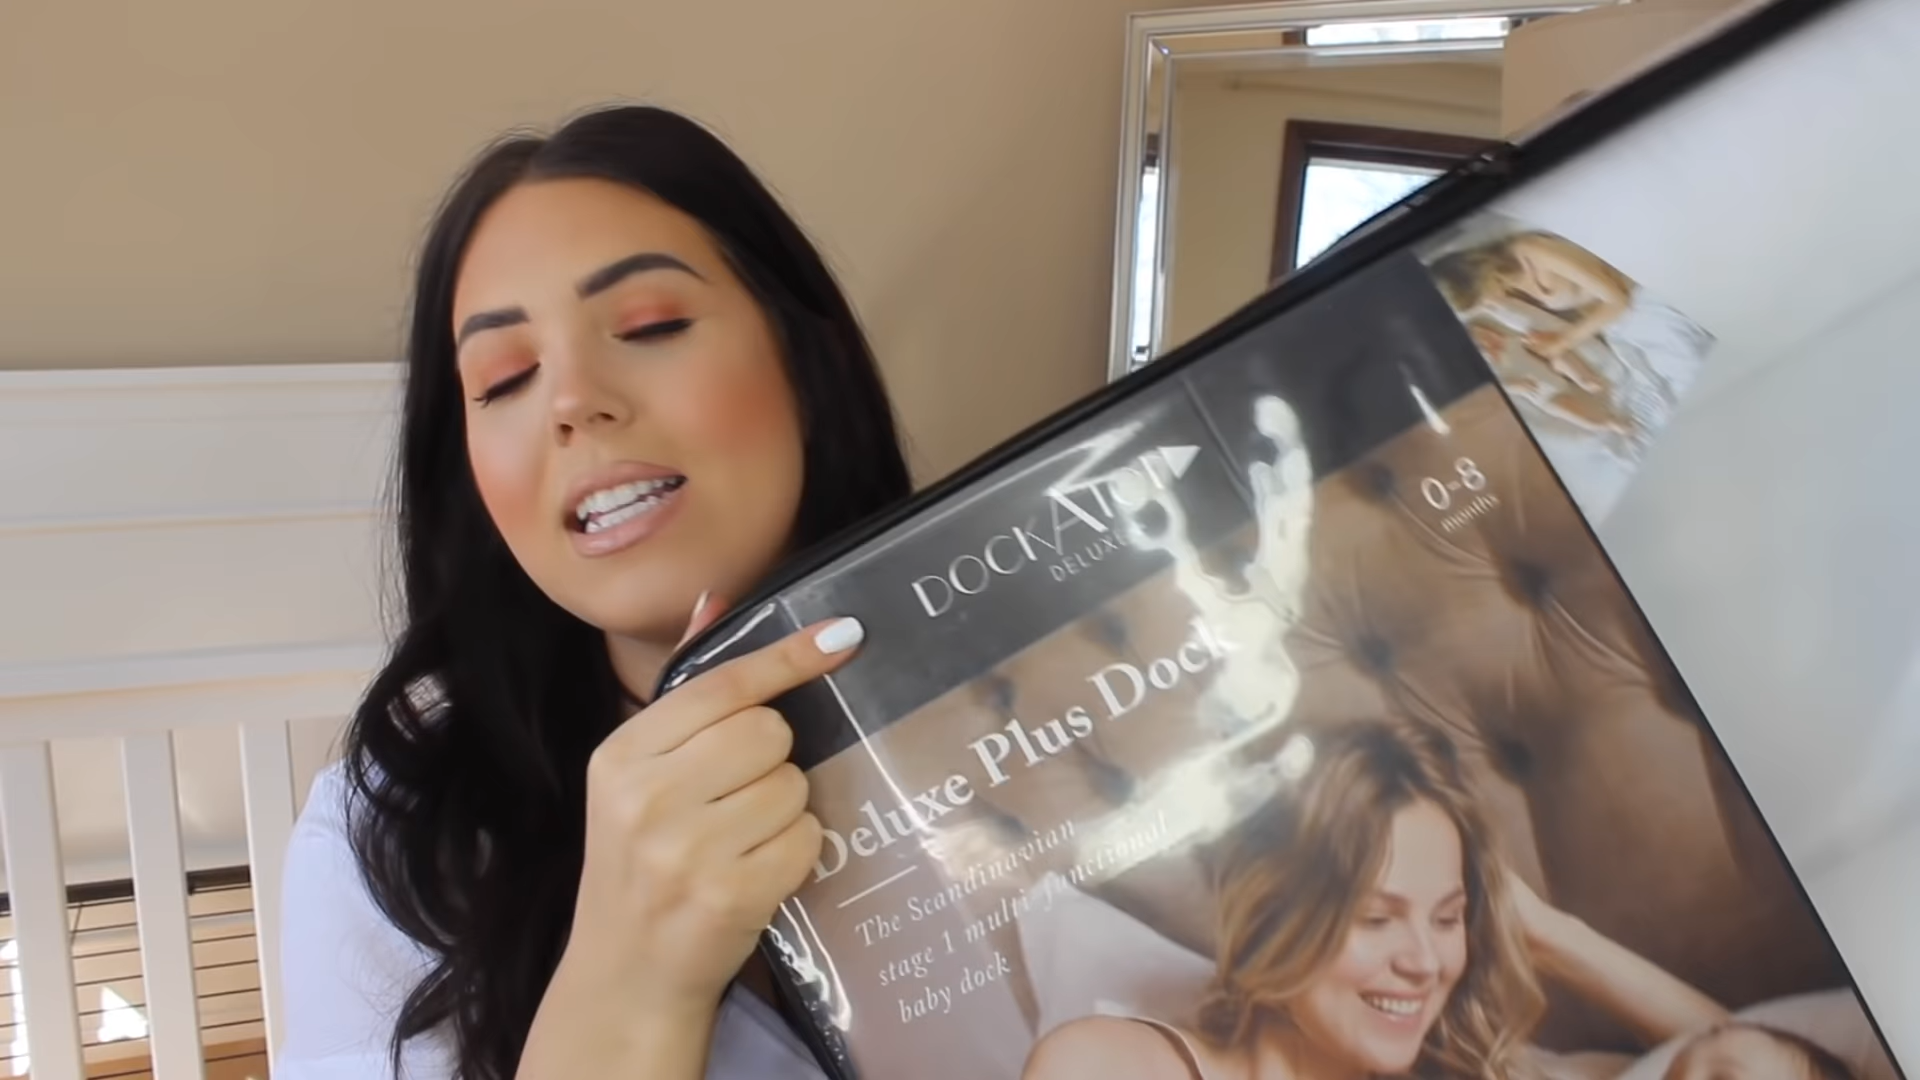 DOCKATOT
DELUXE+
0-8
months
Deluxe Plus Dock
The Scandinavian
stage 1 multi-functional
baby dock